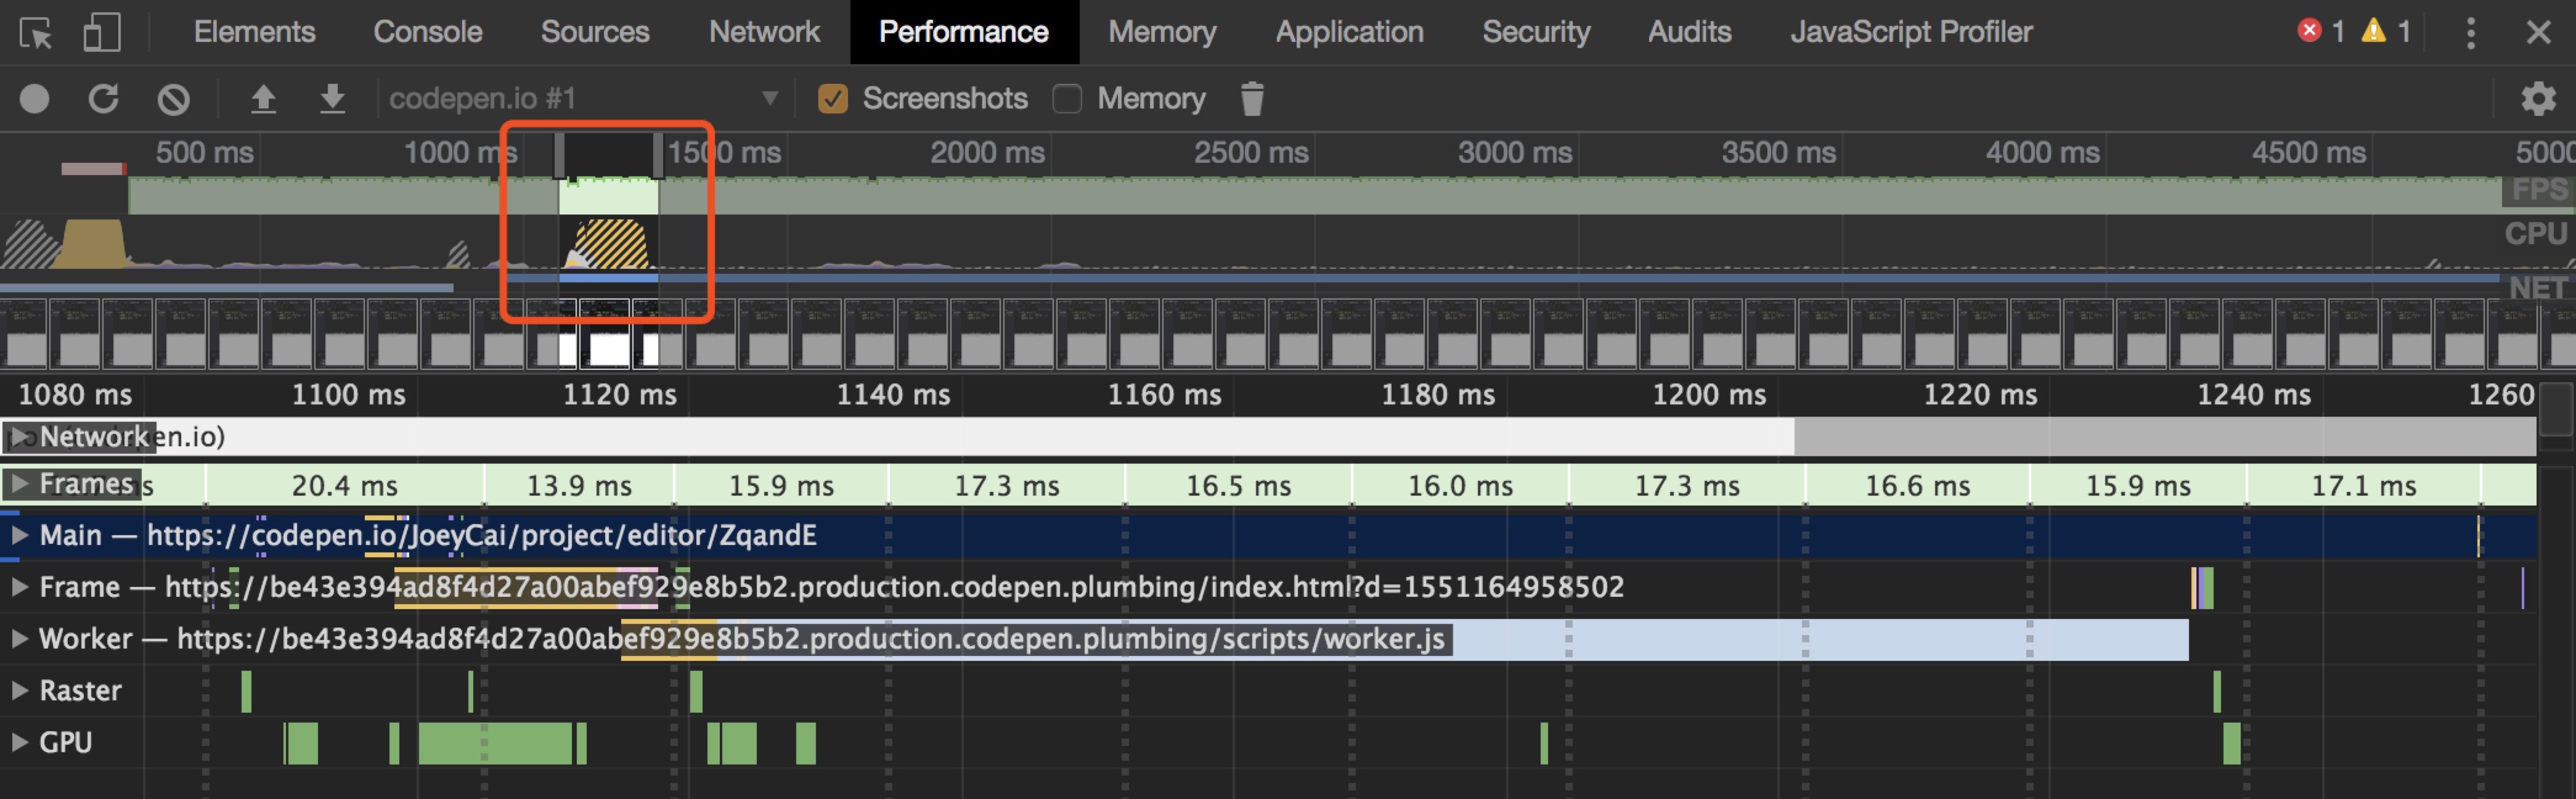 Elements Console Sources Network Performance Memory Application Security Audits JavaScript Profiler 1 1
codepen.io #1 Screenshots Memory
500 ms 1000 ms 1500 ms 2000 ms 2500 ms 3000 ms 3500 ms 4000 ms 4500 ms 5000
FPS
CPU
NET
1080 ms 1100 ms 1120 ms 1140 ms 1160 ms 1180 ms 1200 ms 1220 ms 1240 ms 1260
Network en.io)
Frames s 20.4 ms 13.9 ms 15.9 ms 17.3 ms 16.5 ms 16.0 ms 17.3 ms 16.6 ms 15.9 ms 17.1 ms
Main — https://codepen.io/JoeyCai/project/editor/ZqandE
Frame — https://be43e394ad8f4d27a00abef929e8b5b2.production.codepen.plumbing/index.html?d=1551164958502
Worker — https://be43e394ad8f4d27a00abef929e8b5b2.production.codepen.plumbing/scripts/worker.js
Raster
GPU